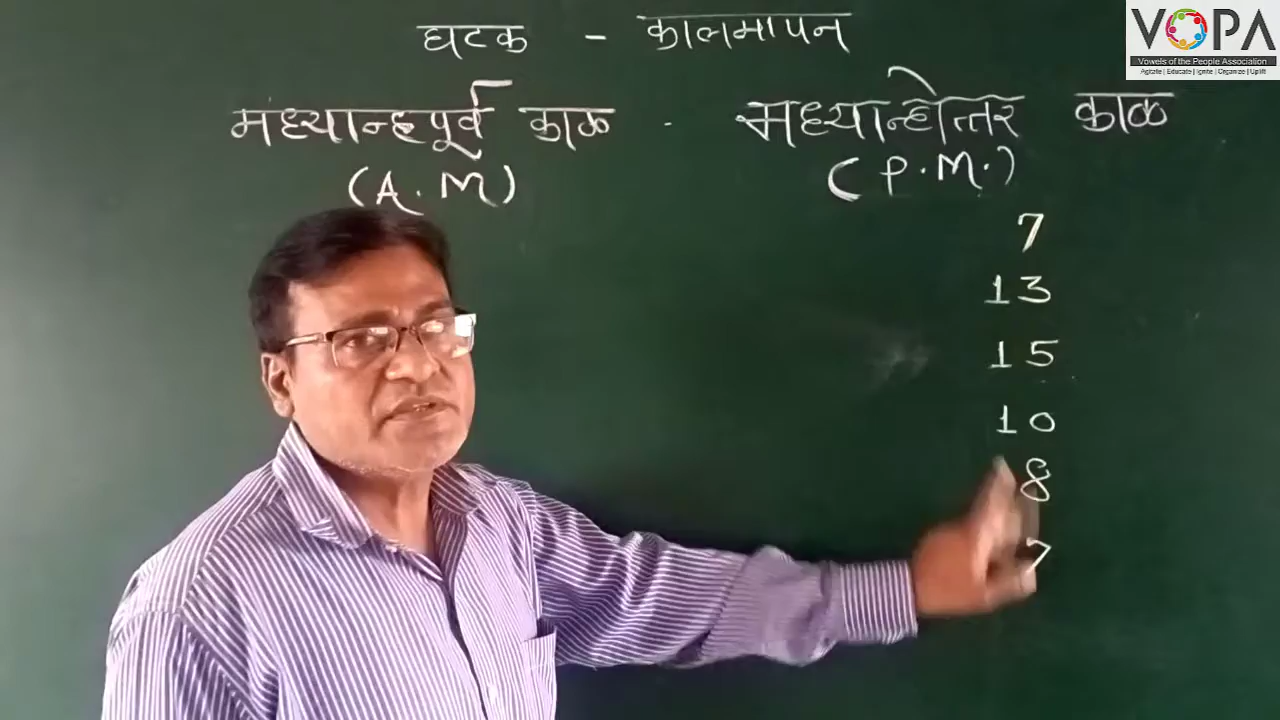 घटक - कालमापन
मध्यान्हपूर्व काळ - मध्यान्होत्तर काळ
(A.M) (P.M.)
7
13
15
10
8
7
VOPA
Vowels of the People Association
Agitate | Educate | Ignite | Organize | Uplift